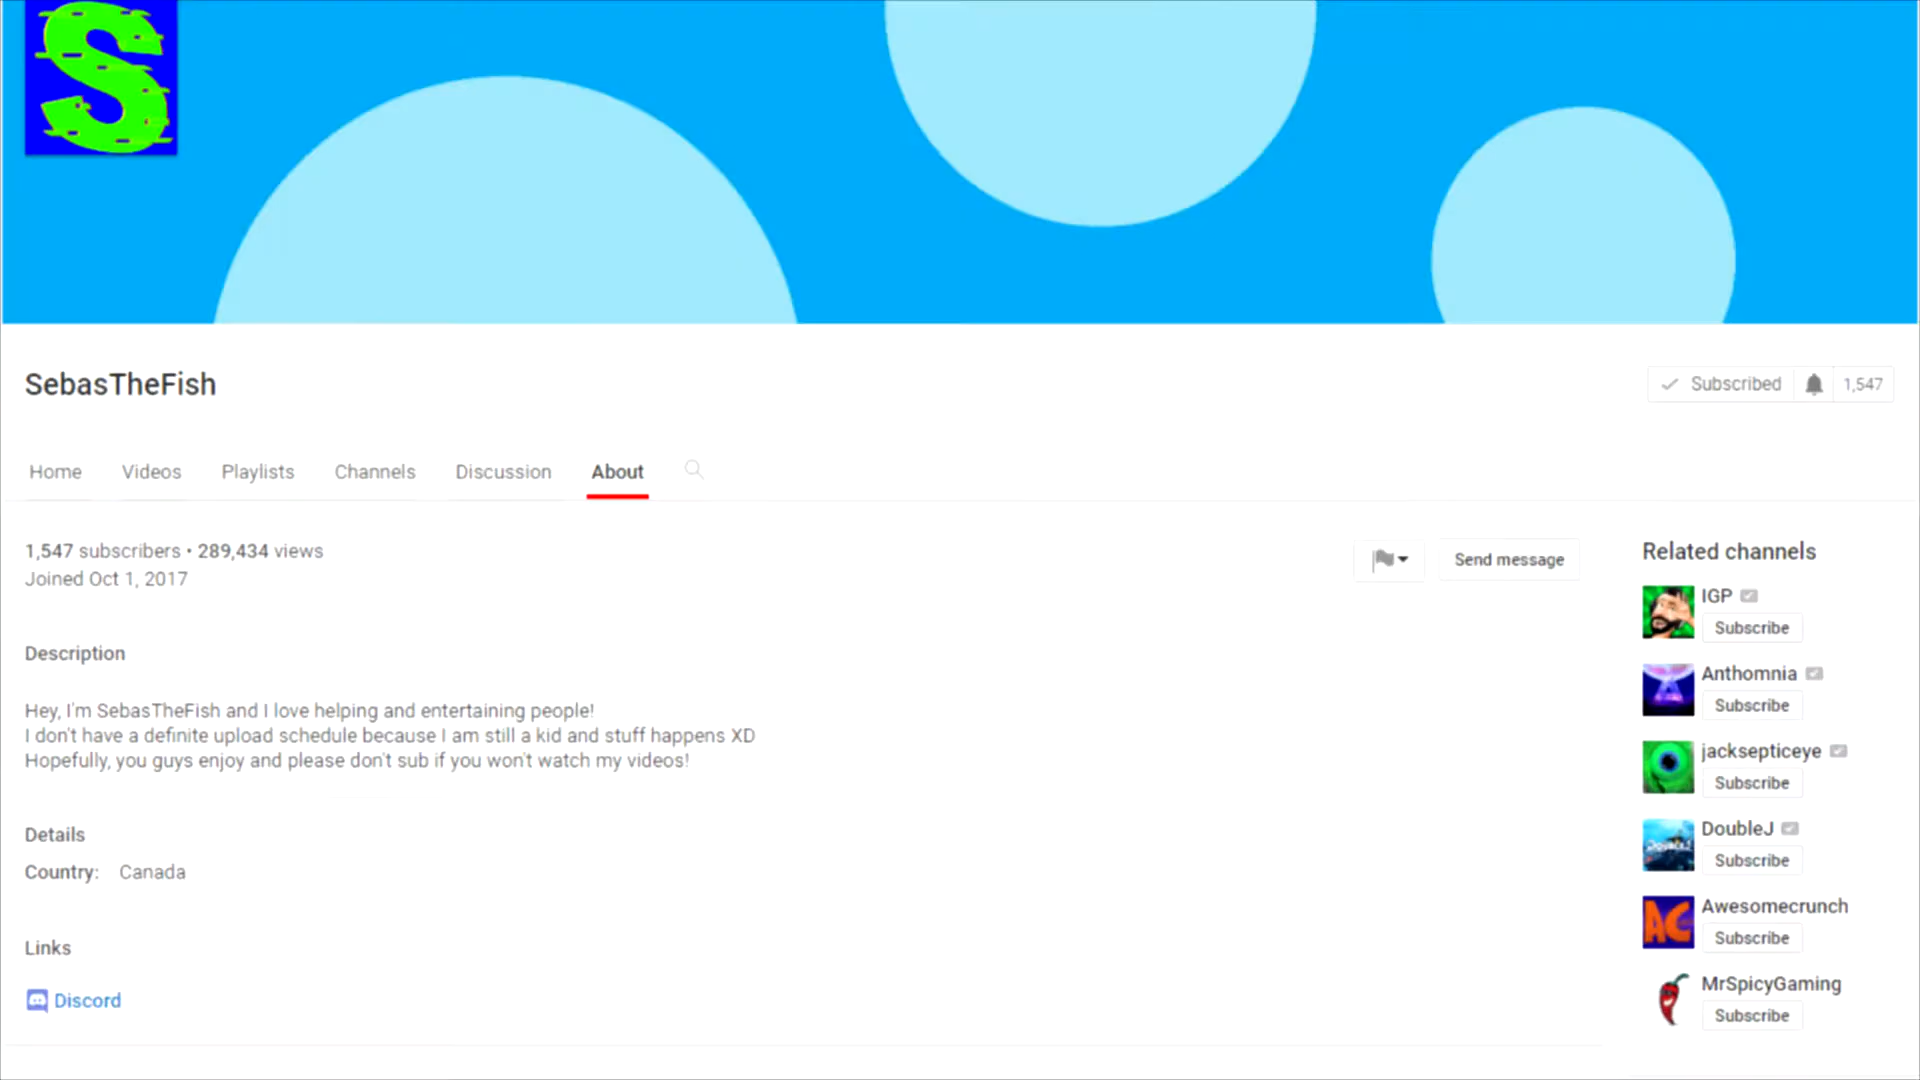 S
SebasTheFish
Subscribed 1,547
Home Videos Playlists Channels Discussion About
1,547 subscribers • 289,434 views
Joined Oct 1, 2017
Send message
Description
Hey, I'm SebasTheFish and I love helping and entertaining people!
I don't have a definite upload schedule because I am still a kid and stuff happens XD
Hopefully, you guys enjoy and please don't sub if you won't watch my videos!
Details
Country: Canada
Links
Discord
Related channels
IGP
Subscribe
Anthomnia
Subscribe
jacksepticeye
Subscribe
DoubleJ
DoubleJ
Subscribe
AC
Awesomecrunch
Subscribe
MrSpicyGaming
Subscribe